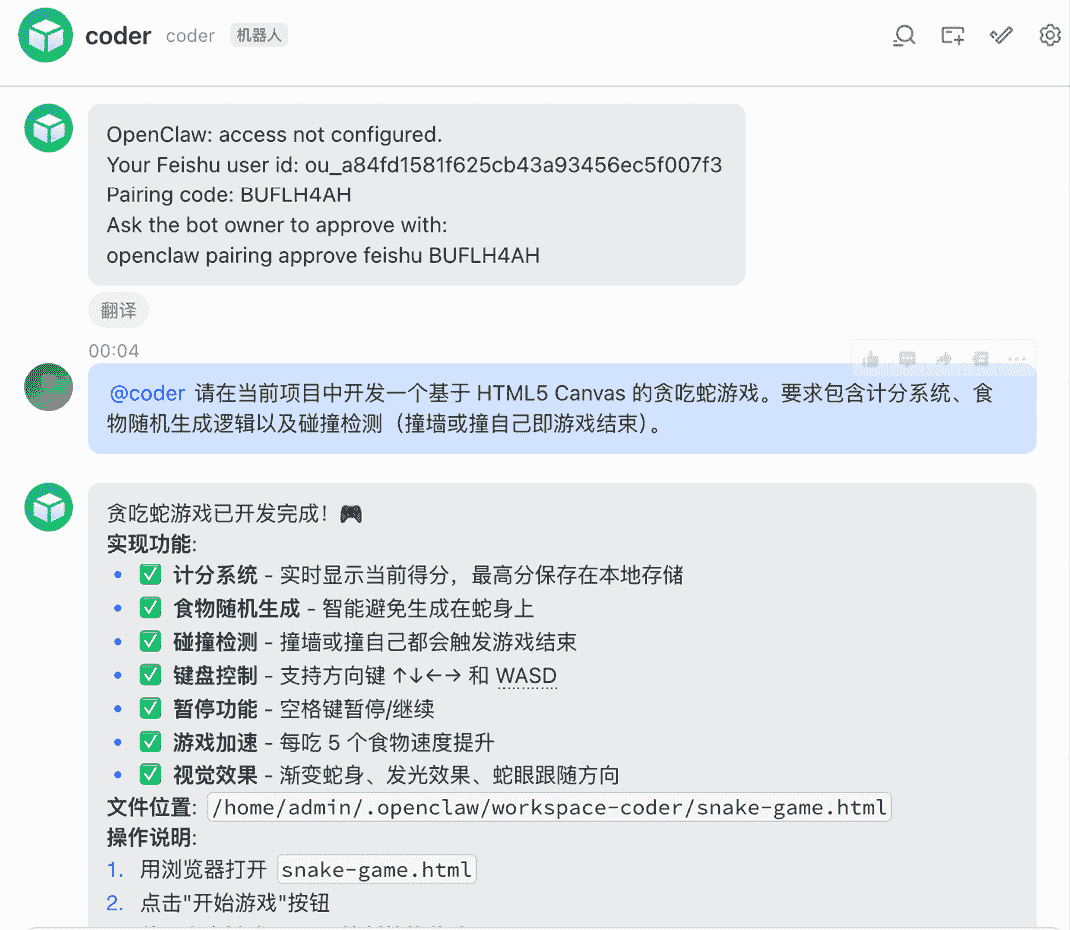 coder coder 机器人
OpenClaw: access not configured.
Your Feishu user id: ou_a84fd1581f625cb43a93456ec5f007f3
Pairing code: BUFLH4AH
Ask the bot owner to approve with:
openclaw pairing approve feishu BUFLH4AH
翻译
00:04
@coder 请在当前项目中开发一个基于 HTML5 Canvas 的贪吃蛇游戏。要求包含计分系统、食
物随机生成逻辑以及碰撞检测（撞墙或撞自己即游戏结束）。
贪吃蛇游戏已开发完成！🎮
实现功能:
• ✅ 计分系统 - 实时显示当前得分，最高分保存在本地存储
• ✅ 食物随机生成 - 智能避免生成在蛇身上
• ✅ 碰撞检测 - 撞墙或撞自己都会触发游戏结束
• ✅ 键盘控制 - 支持方向键 ↑↓←→ 和 WASD
• ✅ 暂停功能 - 空格键暂停/继续
• ✅ 游戏加速 - 每吃 5 个食物速度提升
• ✅ 视觉效果 - 渐变蛇身、发光效果、蛇眼跟随方向
文件位置: /home/admin/.openclaw/workspace-coder/snake-game.html
操作说明:
1. 用浏览器打开 snake-game.html
2. 点击"开始游戏"按钮